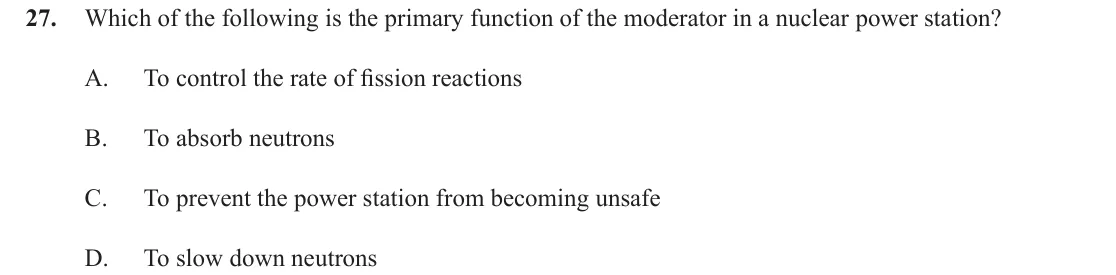 27. Which of the following is the primary function of the moderator in a nuclear power station?
A. To control the rate of fission reactions
B. To absorb neutrons
C. To prevent the power station from becoming unsafe
D. To slow down neutrons